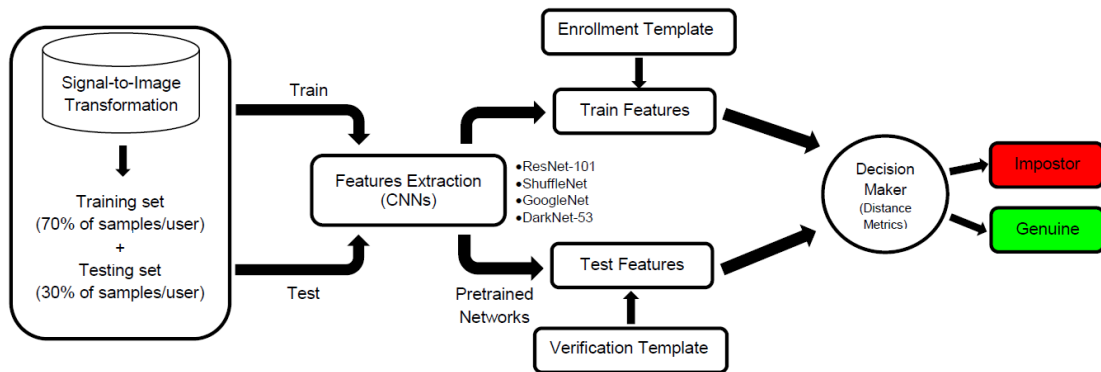 Signal-to-Image
Transformation
Training set
(70% of samples/user)
+
Testing set
(30% of samples/user)
Train
Test
Features Extraction
(CNNs)
•ResNet-101
•ShuffleNet
•GoogleNet
•DarkNet-53
Pretrained
Networks
Enrollment Template
Train Features
Test Features
Verification Template
Decision
Maker
(Distance
Metrics)
Impostor
Genuine